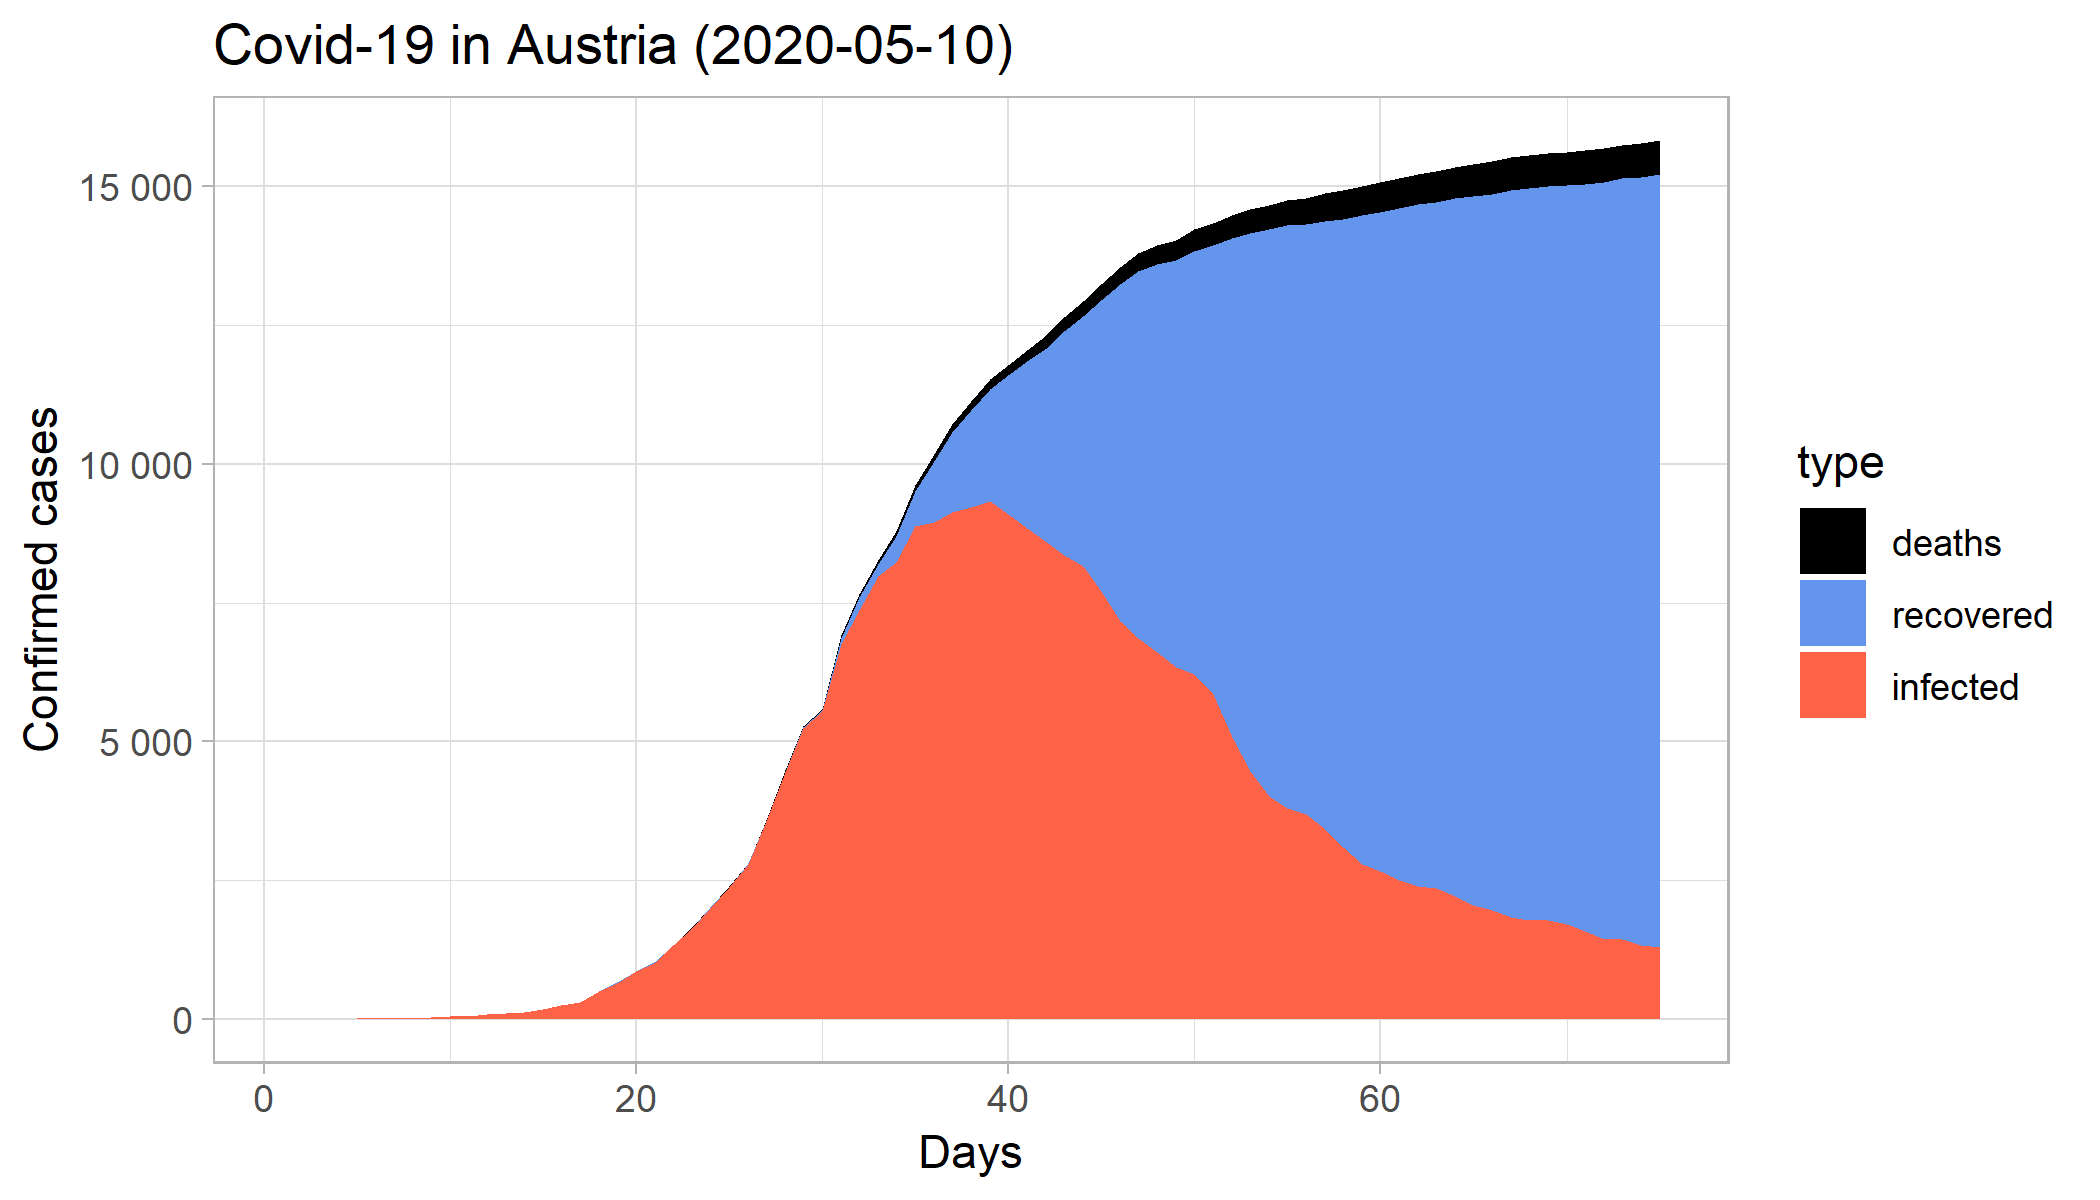 Covid-19 in Austria (2020-05-10)
15 000
10 000
5 000
0
Confirmed cases
0 20 40 60
Days
type
deaths
recovered
infected